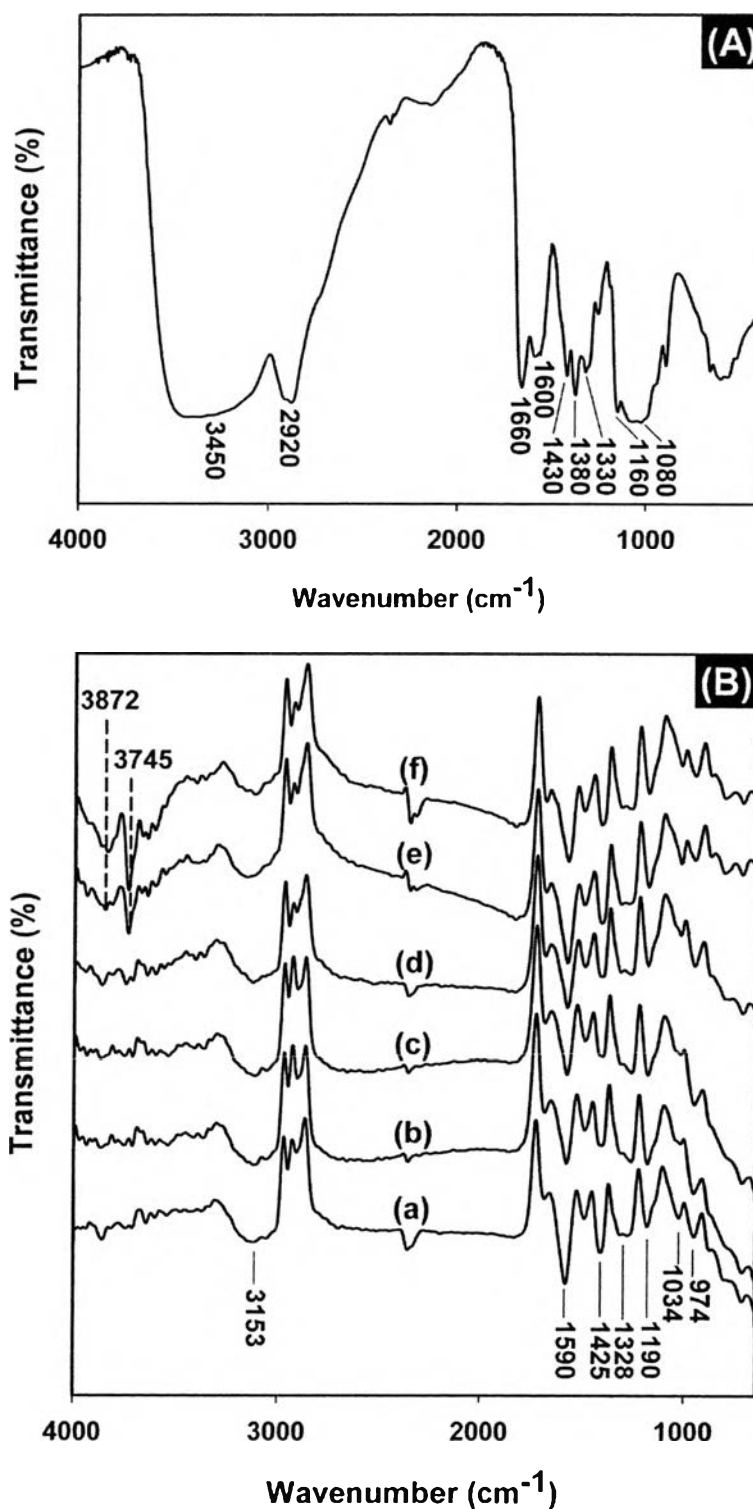 (A)
Transmittance (%)
3450
2920
1660
1600
1430
1380
1330
1160
1080
4000 3000 2000 1000
Wavenumber (cm-1)
(B)
3872
3745
(f)
(e)
(d)
(c)
(b)
(a)
Transmittance (%)
3153
1590
1425
1328
1190
1034
974
4000 3000 2000 1000
Wavenumber (cm-1)